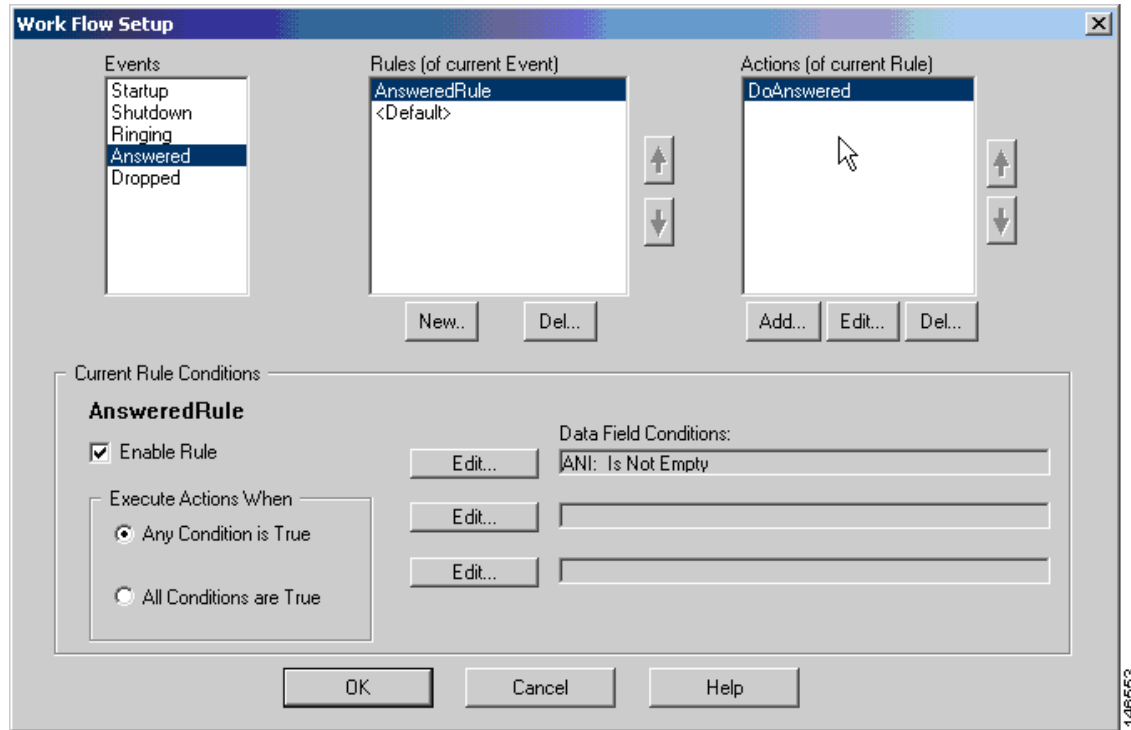 Work Flow Setup
Events
Startup
Shutdown
Ringing
Answered
Dropped
Rules (of current Event)
AnsweredRule
<Default>
New..
Del...
Actions (of current Rule)
DoAnswered
Add...
Edit...
Del...
Current Rule Conditions
AnsweredRule
Enable Rule
Execute Actions When
Any Condition is True
All Conditions are True
Data Field Conditions:
Edit...
ANI: Is Not Empty
Edit...
Edit...
OK
Cancel
Help
146553